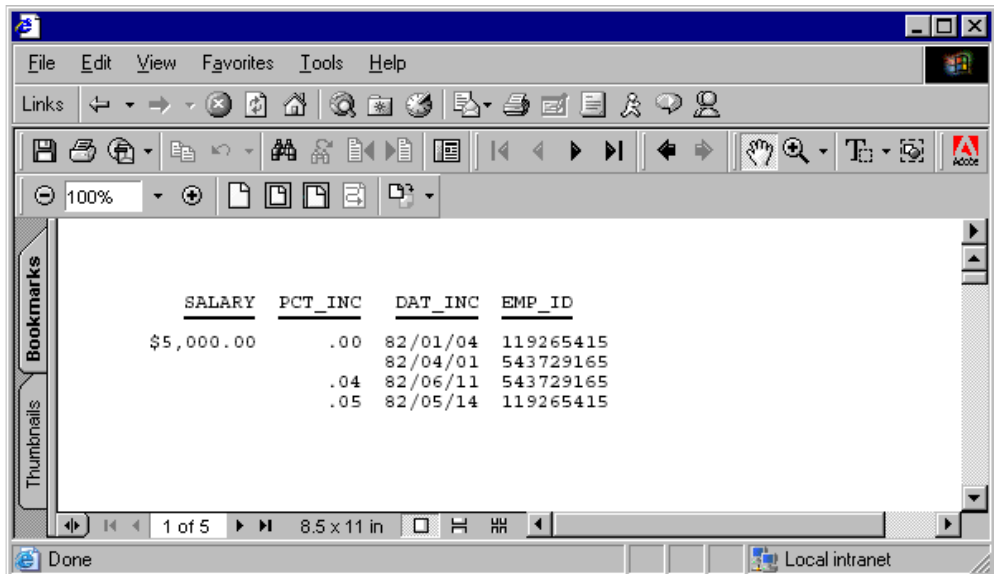 File Edit View Favorites Tools Help
Links
Adobe
100%
Bookmarks
Thumbnails
SALARY PCT_INC DAT_INC EMP_ID
$5,000.00 .00 82/01/04 119265415
82/04/01 543729165
.04 82/06/11 543729165
.05 82/05/14 119265415
1 of 5 8.5 x 11 in
Done Local intranet